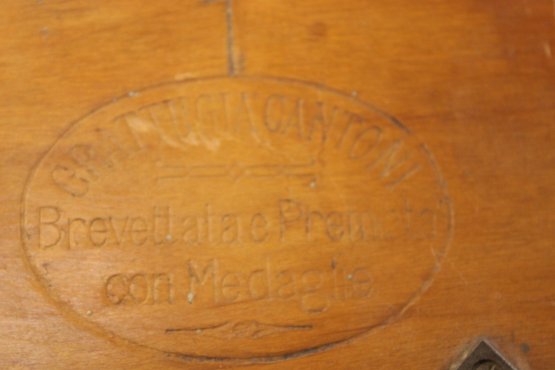 GRATTUGIA CANTONI
Brevettata e Premiata
con Medaglie